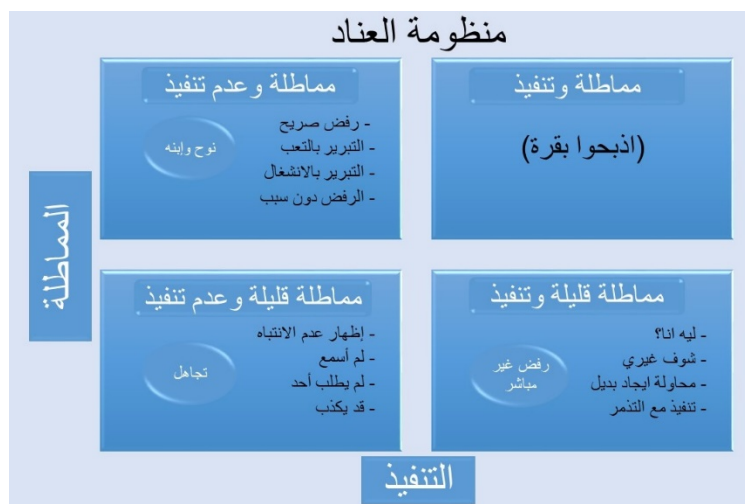 منظومة العناد
مماطلة وتنفيذ
(اذبحوا بقرة)
مماطلة وعدم تنفيذ
- رفض صريح
- التبرير بالتعب
- التبرير بالانشغال
- الرفض دون سبب
نوح وإبنه
المماطلة
مماطلة قليلة وتنفيذ
- ليه انا؟
- شوف غيري
- محاولة ايجاد بديل
- تنفيذ مع التذمر
رفض غير
مباشر
مماطلة قليلة وعدم تنفيذ
- إظهار عدم الانتباه
- لم أسمع
- لم يطلب أحد
- قد يكذب
تجاهل
التنفيذ